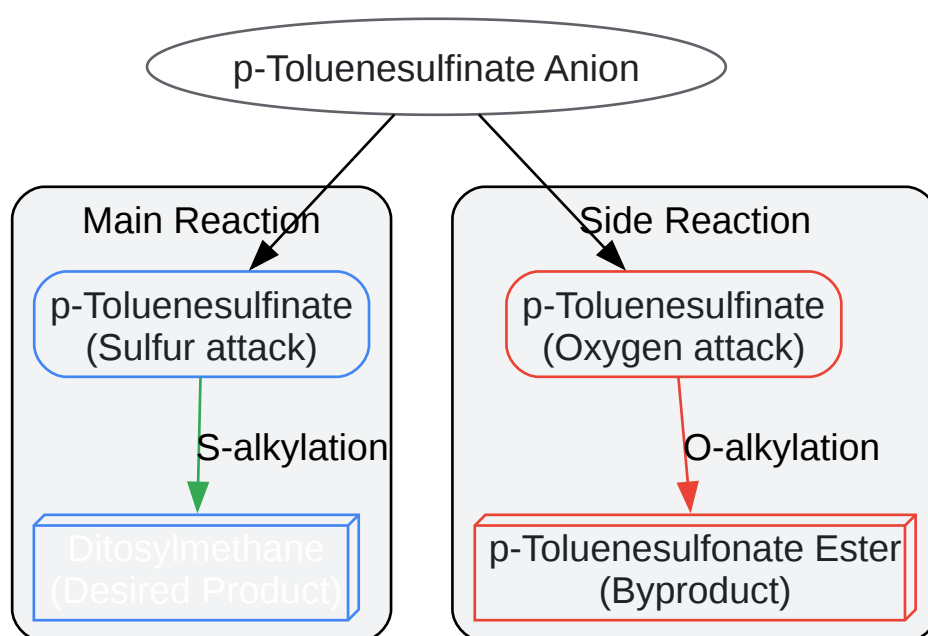 p-Toluenesulfinate Anion
Main Reaction
p-Toluenesulfinate
(Sulfur attack)
S-alkylation
Ditosylmethane
(Desired Product)
Side Reaction
p-Toluenesulfinate
(Oxygen attack)
O-alkylation
p-Toluenesulfonate Ester
(Byproduct)